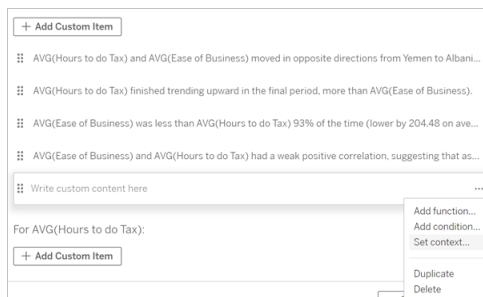 + Add Custom Item
AVG(Hours to do Tax) and AVG(Ease of Business) moved in opposite directions from Yemen to Albani...
AVG(Hours to do Tax) finished trending upward in the final period, more than AVG(Ease of Business).
AVG(Ease of Business) was less than AVG(Hours to do Tax) 93% of the time (lower by 204.48 on ave...
AVG(Ease of Business) and AVG(Hours to do Tax) had a weak positive correlation, suggesting that as...
Write custom content here
...
Add function...
Add condition...
Set context...
Duplicate
Delete
For AVG(Hours to do Tax):
+ Add Custom Item